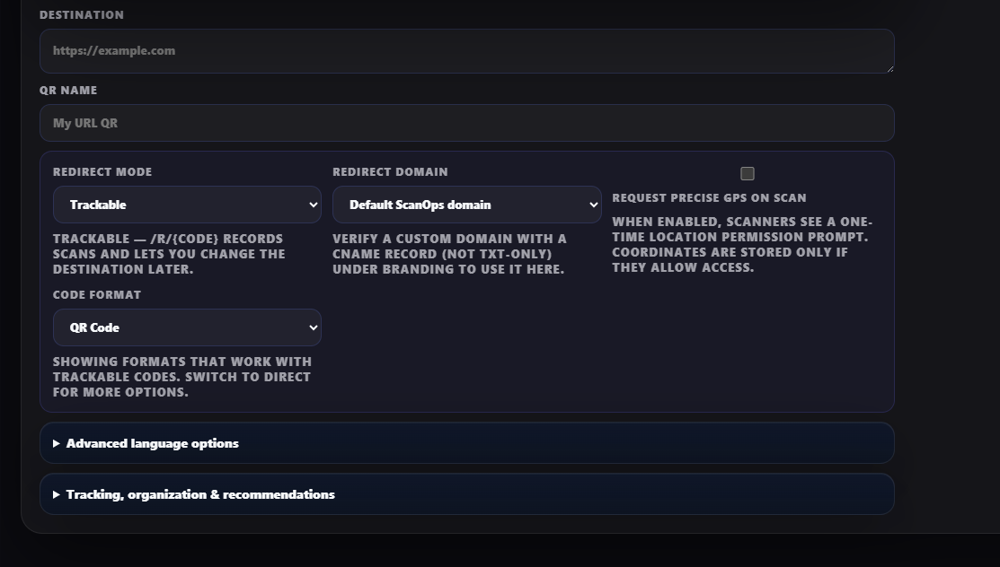 DESTINATION
https://example.com
QR NAME
My URL QR
REDIRECT MODE
Trackable
TRACKABLE — /R/{CODE} RECORDS
SCANS AND LETS YOU CHANGE THE
DESTINATION LATER.
REDIRECT DOMAIN
Default ScanOps domain
VERIFY A CUSTOM DOMAIN WITH A
CNAME RECORD (NOT TXT-ONLY)
UNDER BRANDING TO USE IT HERE.
REQUEST PRECISE GPS ON SCAN
WHEN ENABLED, SCANNERS SEE A ONE-
TIME LOCATION PERMISSION PROMPT.
COORDINATES ARE STORED ONLY IF
THEY ALLOW ACCESS.
CODE FORMAT
QR Code
SHOWING FORMATS THAT WORK WITH
TRACKABLE CODES. SWITCH TO DIRECT
FOR MORE OPTIONS.
Advanced language options
Tracking, organization & recommendations